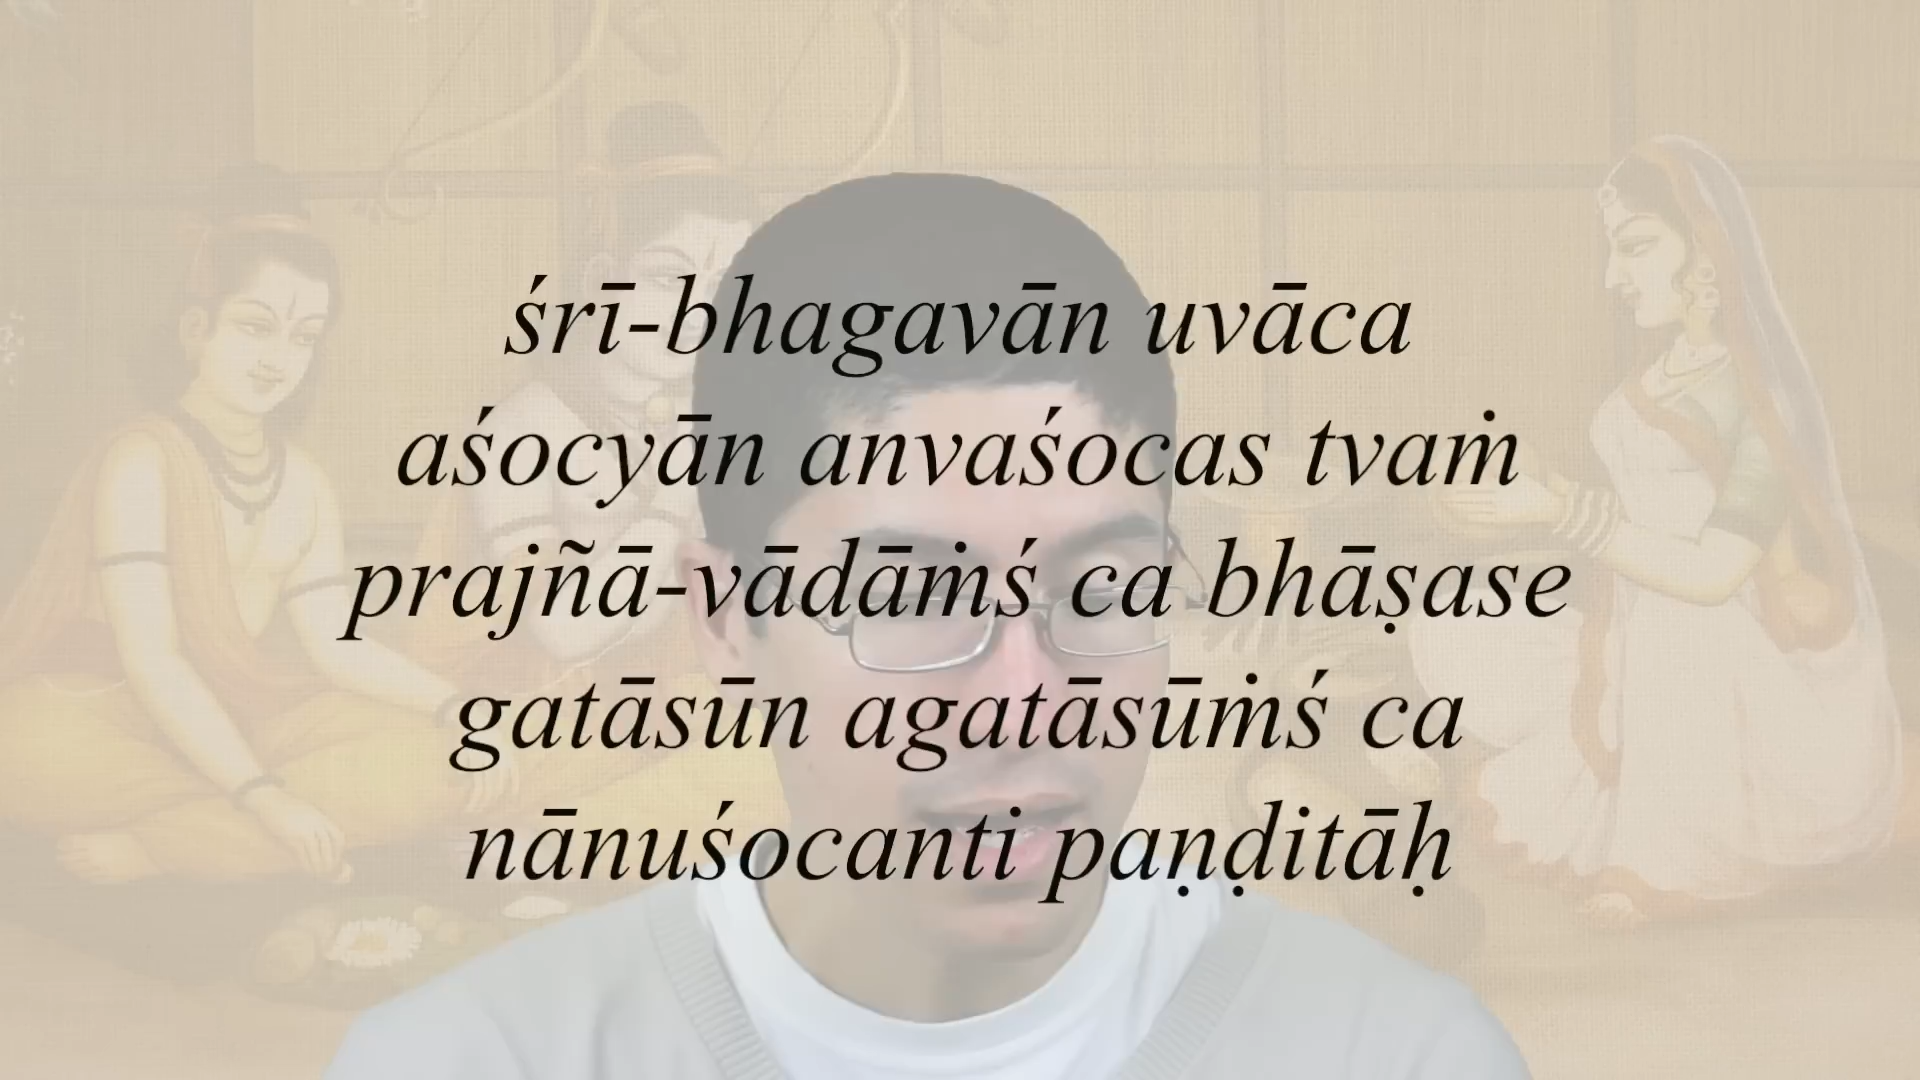 śrī-bhagavān uvāca
aśocyān anvaśocas tvaṁ
prajñā-vādāṁś ca bhāṣase
gatāsūn agatāsūṁś ca
nānuśocanti paṇḍitāḥ